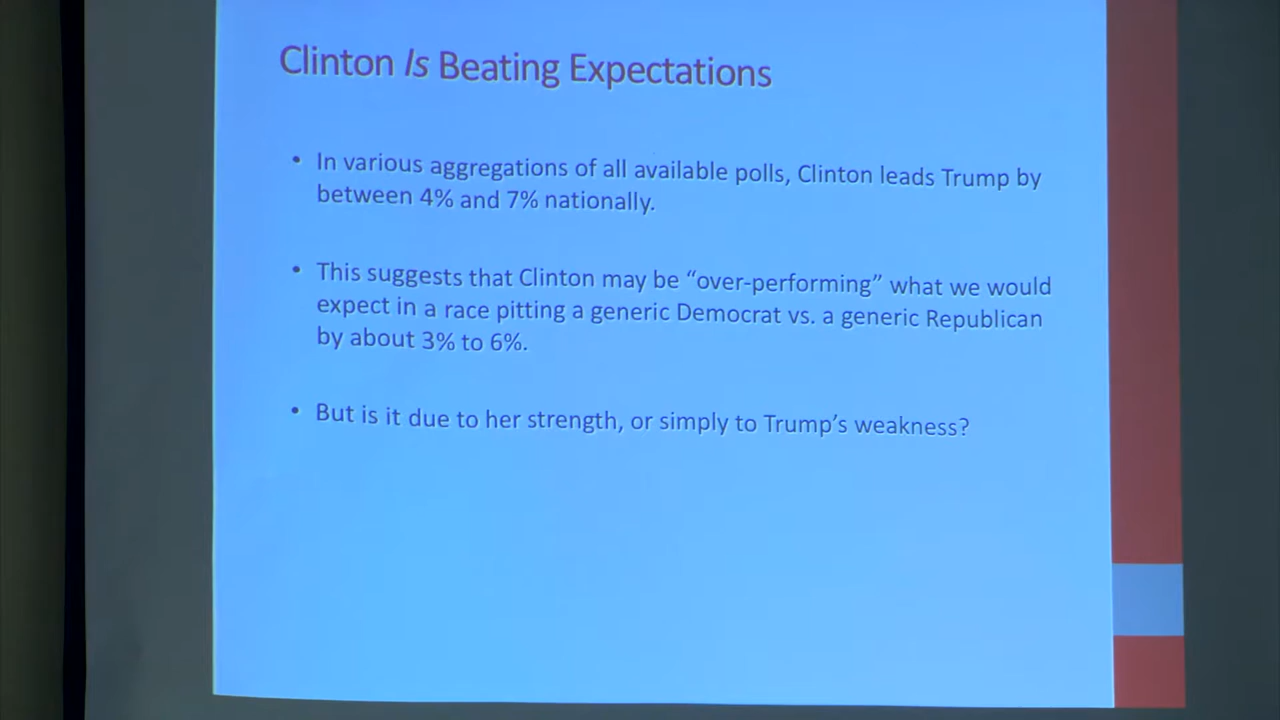 Clinton Is Beating Expectations
• In various aggregations of all available polls, Clinton leads Trump by
between 4% and 7% nationally.
• This suggests that Clinton may be “over-performing” what we would
expect in a race pitting a generic Democrat vs. a generic Republican
by about 3% to 6%.
• But is it due to her strength, or simply to Trump’s weakness?